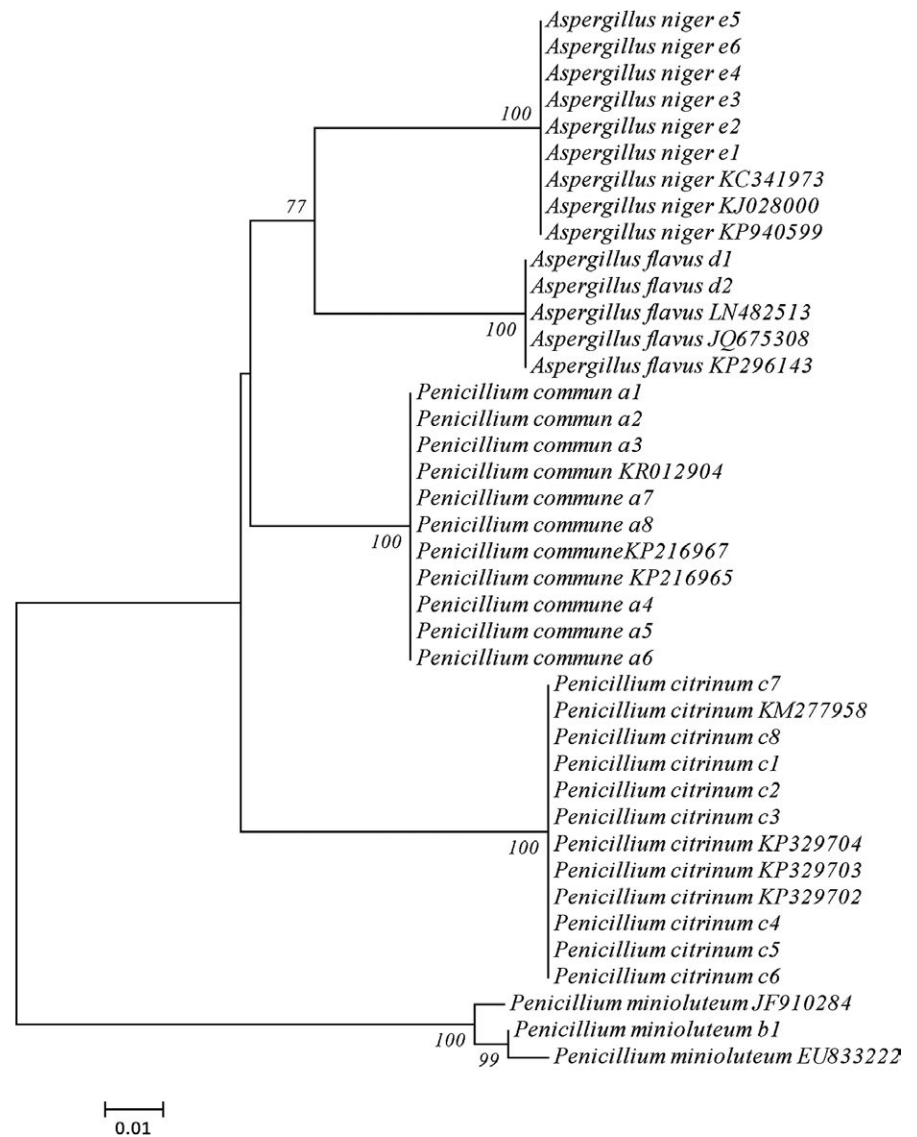 Aspergillus niger e5
Aspergillus niger e6
Aspergillus niger e4
Aspergillus niger e3
100
Aspergillus niger e2
Aspergillus niger e1
Aspergillus niger KC341973
77
Aspergillus niger KJ028000
Aspergillus niger KP940599
Aspergillus flavus d1
Aspergillus flavus d2
Aspergillus flavus LN482513
100
Aspergillus flavus JQ675308
Aspergillus flavus KP296143
Penicillium commun a1
Penicillium commun a2
Penicillium commun a3
Penicillium commun KR012904
Penicillium commune a7
Penicillium commune a8
100
Penicillium communeKP216967
Penicillium commune KP216965
Penicillium commune a4
Penicillium commune a5
Penicillium commune a6
Penicillium citrinum c7
Penicillium citrinum KM277958
Penicillium citrinum c8
Penicillium citrinum c1
Penicillium citrinum c2
Penicillium citrinum c3
100
Penicillium citrinum KP329704
Penicillium citrinum KP329703
Penicillium citrinum KP329702
Penicillium citrinum c4
Penicillium citrinum c5
Penicillium citrinum c6
Penicillium minioluteum JF910284
100
Penicillium minioluteum b1
99
Penicillium minioluteum EU833222
0.01